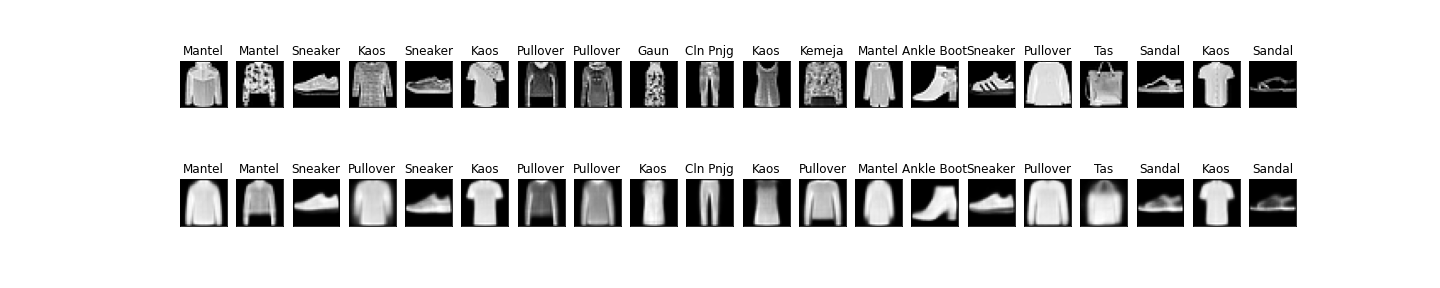 Mantel Mantel Sneaker Kaos Sneaker Kaos Pullover Pullover Gaun Cln Pnjg Kaos Kemeja Mantel Ankle Boot Sneaker Pullover Tas Sandal Kaos Sandal
Mantel Mantel Sneaker Pullover Sneaker Kaos Pullover Pullover Kaos Cln Pnjg Kaos Pullover Mantel Ankle Boot Sneaker Pullover Tas Sandal Kaos Sandal